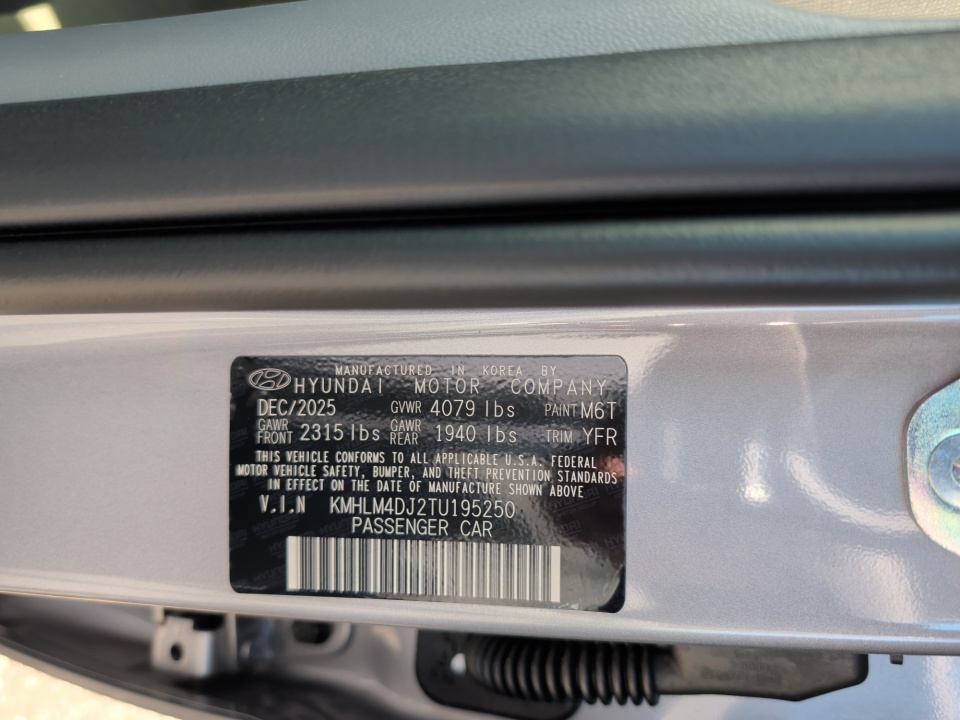 MANUFACTURED IN KOREA BY
HYUNDAI MOTOR COMPANY
DEC/2025 GVWR 4079 lbs PAINT M6T
GAWR FRONT 2315 lbs GAWR REAR 1940 lbs TRIM YFR
THIS VEHICLE CONFORMS TO ALL APPLICABLE U.S.A. FEDERAL
MOTOR VEHICLE SAFETY, BUMPER, AND THEFT PREVENTION STANDARDS
IN EFFECT ON THE DATE OF MANUFACTURE SHOWN ABOVE
V.I.N KMHLM4DJ2TU195250
PASSENGER CAR